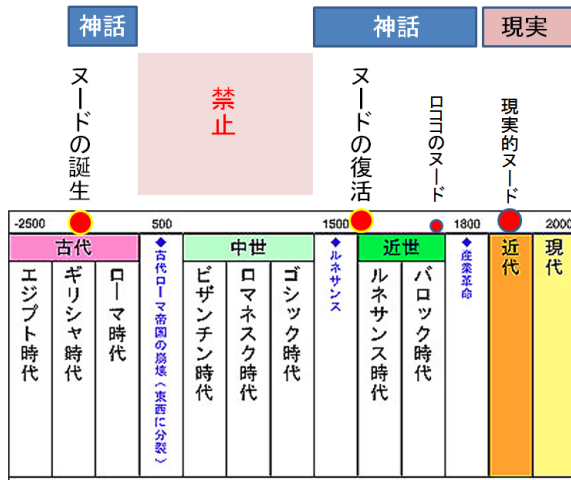 神話
神話
現実
ヌードの誕生
禁止
ヌードの復活
ロココのヌード
現実的ヌード
-2500
500
1500
1800
2000
古代
中世
近世
近代
現代
エジプト時代
ギリシャ時代
ローマ時代
◆古代ローマ帝国の崩壊（東西に分裂）
ビザンチン時代
ロマネスク時代
ゴシック時代
◆ルネサンス
ルネサンス時代
バロック時代
◆産業革命